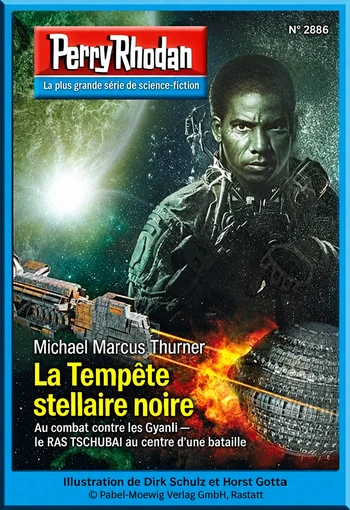 N° 2886
Perry Rhodan
La plus grande série de science-fiction
Michael Marcus Thurner
La Tempête
stellaire noire
Au combat contre les Gyanli —
le RAS TSCHUBAI au centre d'une bataille
Illustration de Dirk Schulz et Horst Gotta
© Pabel-Moewig Verlag GmbH, Rastatt